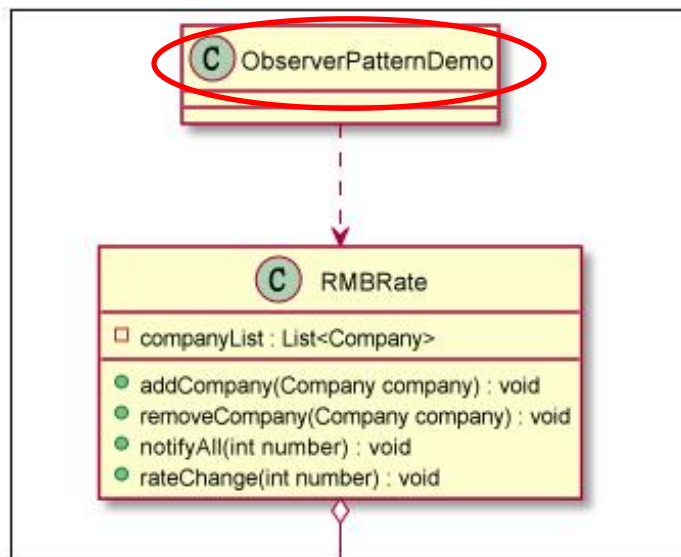 C ObserverPatternDemo
C RMBRate
companyList : List<Company>
addCompany(Company company) : void
removeCompany(Company company) : void
notifyAll(int number) : void
rateChange(int number) : void